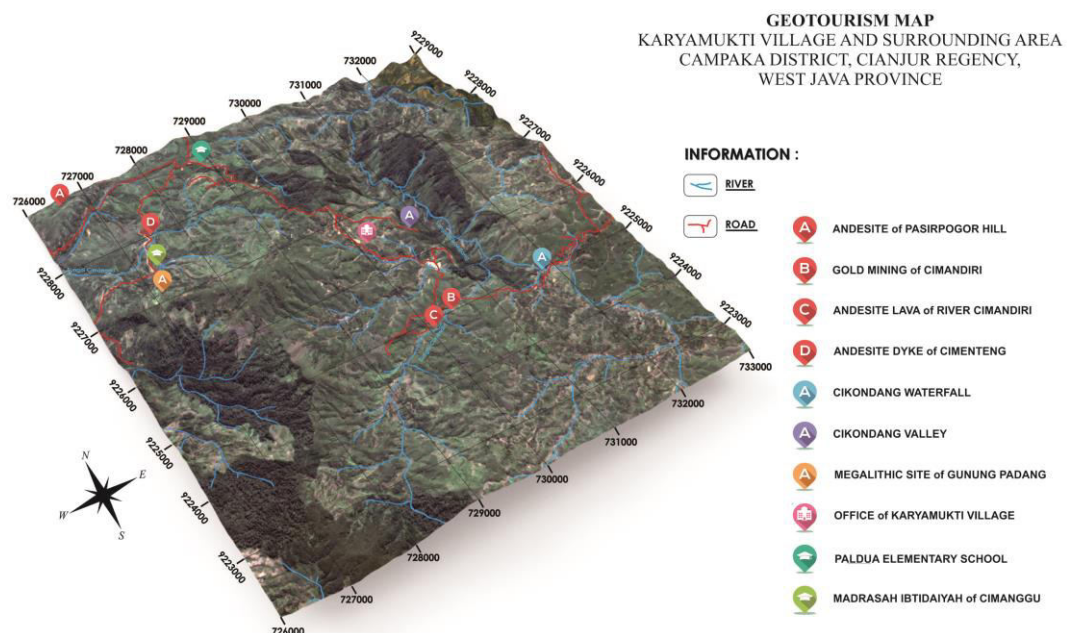 GEOTOURISM MAP
KARYAMUKTI VILLAGE AND SURROUNDING AREA
CAMPAKA DISTRICT, CIANJUR REGENCY,
WEST JAVA PROVINCE
INFORMATION :
RIVER
ROAD
A ANDESITE of PASIRPOGOR HILL
B GOLD MINING of CIMANDIRI
C ANDESITE LAVA of RIVER CIMANDIRI
D ANDESITE DYKE of CIMENTENG
A CIKONDANG WATERFALL
A CIKONDANG VALLEY
A MEGALITHIC SITE of GUNUNG PADANG
OFFICE of KARYAMUKTI VILLAGE
PALDUA ELEMENTARY SCHOOL
MADRASAH IBTIDAIYAH of CIMANGGU
726000
727000
728000
729000
730000
731000
732000
9229000
9228000
9227000
9226000
9225000
9224000
9223000
733000
732000
731000
730000
729000
728000
727000
726000
9223000
9224000
9225000
9226000
9227000
9228000
A
D
A
A
A
B
C
N
E
W
S